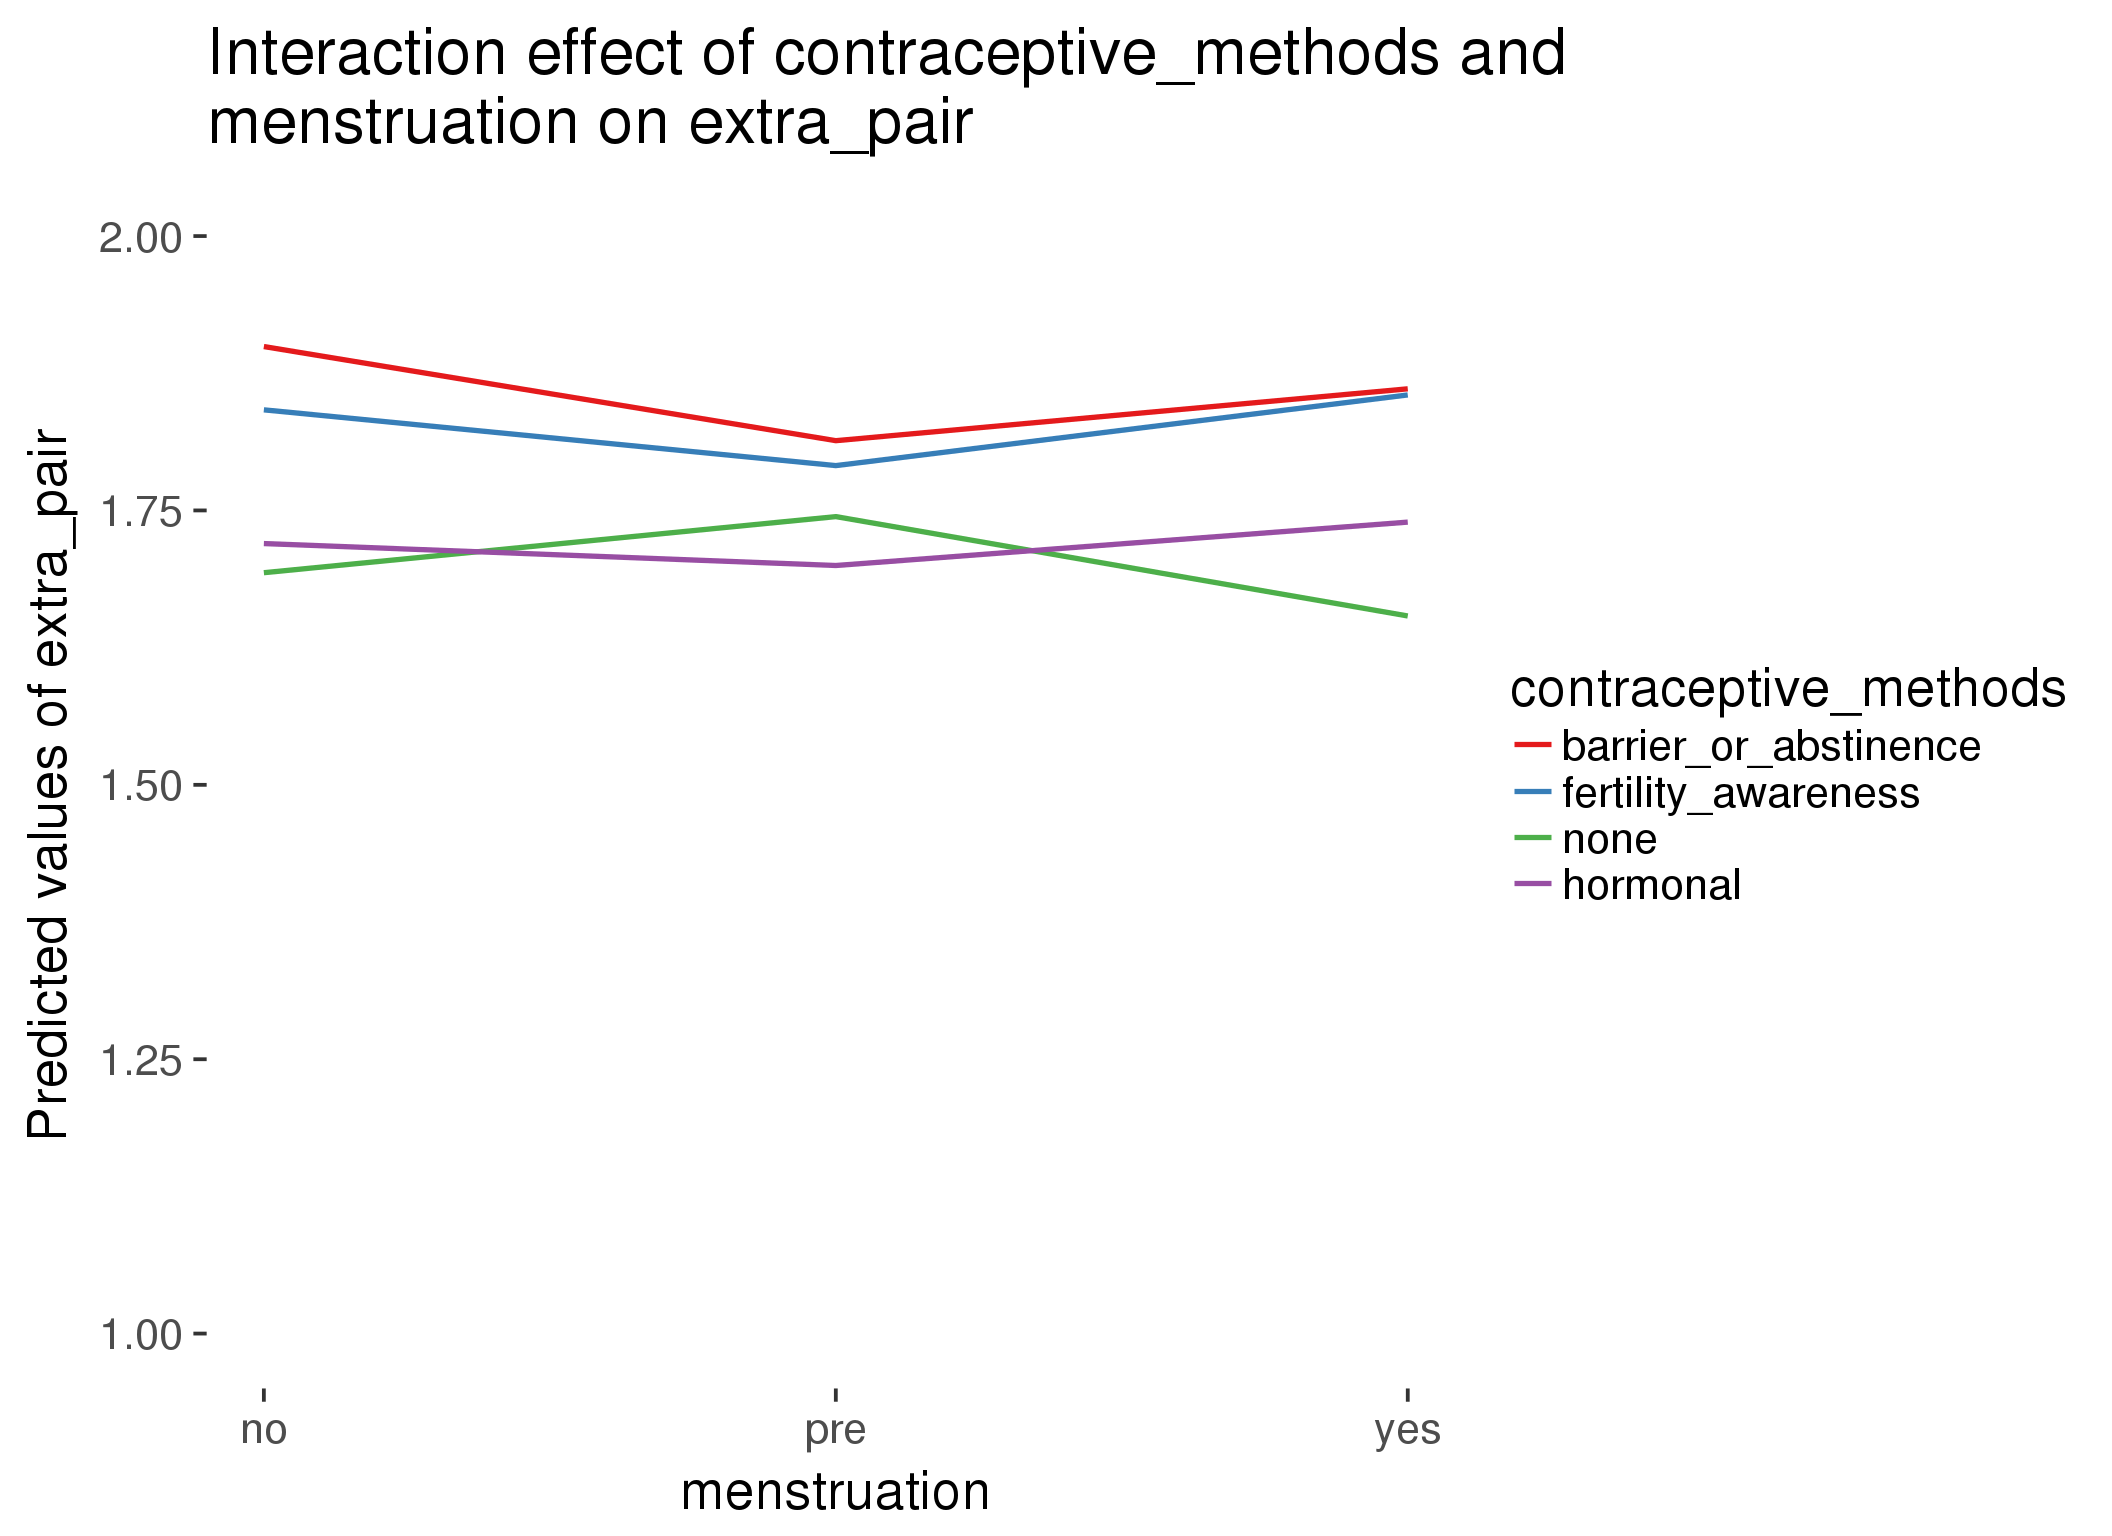 Interaction effect of contraceptive_methods and
menstruation on extra_pair
Predicted values of extra_pair
2.00
1.75
1.50
1.25
1.00
no
pre
yes
menstruation
contraceptive_methods
barrier_or_abstinence
fertility_awareness
none
hormonal